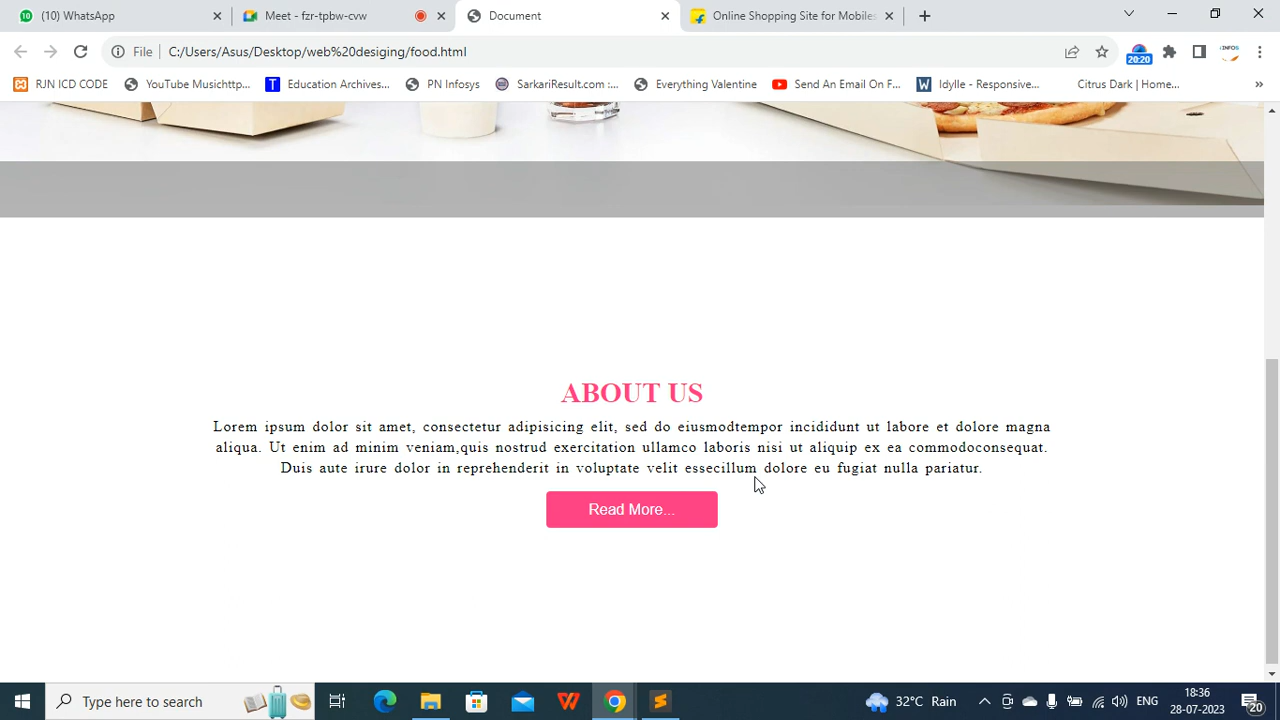 (10) WhatsApp
Meet - fzr-tpbw-cvw
Document
Online Shopping Site for Mobiles
File
C:/Users/Asus/Desktop/web%20desiging/food.html
20:20
INFOS
RJN ICD CODE
YouTube Musichttp...
T
Education Archives...
PN Infosys
SarkariResult.com :...
Everything Valentine
Send An Email On F...
W
Idylle - Responsive...
Citrus Dark | Home...
»
ABOUT US
Lorem ipsum dolor sit amet, consectetur adipisicing elit, sed do eiusmodtempor incididunt ut labore et dolore magna
aliqua. Ut enim ad minim veniam,quis nostrud exercitation ullamco laboris nisi ut aliquip ex ea commodoconsequat.
Duis aute irure dolor in reprehenderit in voluptate velit essecillum dolore eu fugiat nulla pariatur.
Read More...
Type here to search
32°C Rain
ENG
18:36
28-07-2023
20